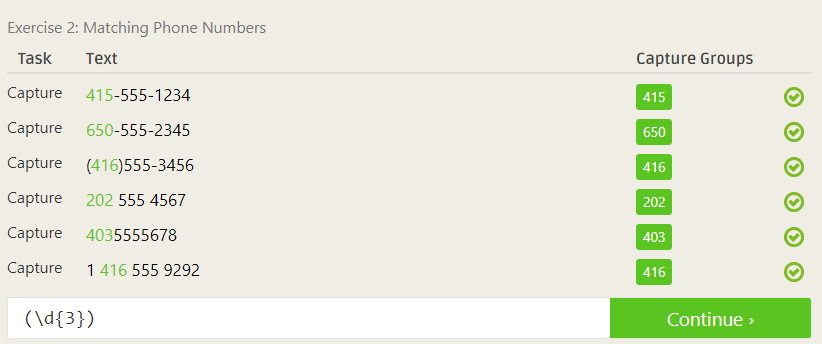 Exercise 2: Matching Phone Numbers
Task Text Capture Groups
Capture 415-555-1234 415
Capture 650-555-2345 650
Capture (416)555-3456 416
Capture 202 555 4567 202
Capture 4035555678 403
Capture 1 416 555 9292 416
(\d{3}) Continue ›